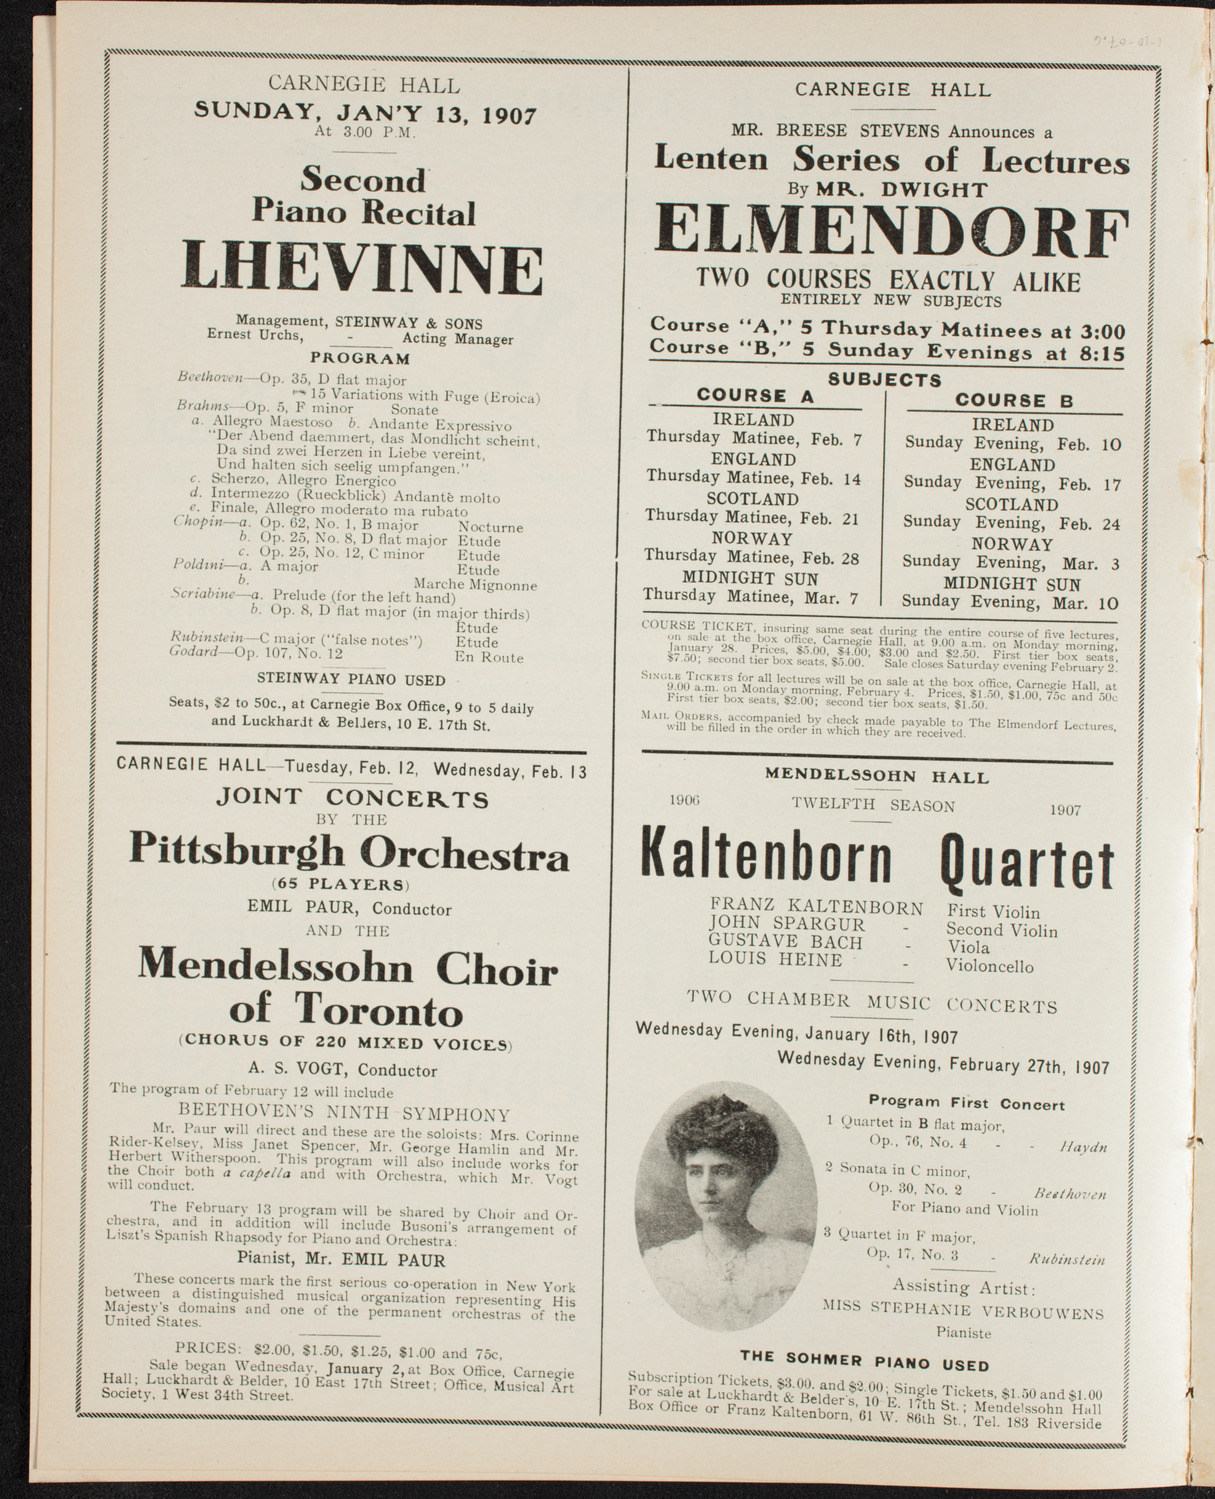 CARNEGIE HALL
SUNDAY, JAN'Y 13, 1907
At 3.00 P.M.
Second
Piano Recital
LHEVINNE
Management, STEINWAY & SONS
Ernest Urchs, - Acting Manager
PROGRAM
Beethoven—Op. 35, D flat major
15 Variations with Fuge (Eroica)
Brahms—Op. 5, F minor Sonate
a. Allegro Maestoso b. Andante Expressivo
"Der Abend daemmert, das Mondlicht scheint,
Da sind zwei Herzen in Liebe vereint,
Und halten sich seelig umpfangen."
c. Scherzo, Allegro Energico
d. Intermezzo (Rueckblick) Andantè molto
e. Finale, Allegro moderato ma rubato
Chopin—a. Op. 62, No. 1, B major Nocturne
b. Op. 25, No. 8, D flat major Etude
c. Op. 25, No. 12, C minor Etude
Poldini—a. A major Etude
b. Marche Mignonne
Scriabine—a. Prelude (for the left hand)
b. Op. 8, D flat major (in major thirds)
Etude
Rubinstein—C major ("false notes") Etude
Godard—Op. 107, No. 12 En Route
STEINWAY PIANO USED
Seats, $2 to 50c., at Carnegie Box Office, 9 to 5 daily
and Luckhardt & Bellers, 10 E. 17th St.
CARNEGIE HALL—Tuesday, Feb. 12, Wednesday, Feb. 13
JOINT CONCERTS
BY THE
Pittsburgh Orchestra
(65 PLAYERS)
EMIL PAUR, Conductor
AND THE
Mendelssohn Choir
of Toronto
(CHORUS OF 220 MIXED VOICES)
A. S. VOGT, Conductor
The program of February 12 will include
BEETHOVEN'S NINTH SYMPHONY
Mr. Paur will direct and these are the soloists: Mrs. Corinne
Rider-Kelsey, Miss Janet Spencer, Mr. George Hamlin and Mr.
Herbert Witherspoon. This program will also include works for
the Choir both a capella and with Orchestra, which Mr. Vogt
will conduct.
The February 13 program will be shared by Choir and Or-
chestra, and in addition will include Busoni's arrangement of
Liszt's Spanish Rhapsody for Piano and Orchestra:
Pianist, Mr. EMIL PAUR
These concerts mark the first serious co-operation in New York
between a distinguished musical organization representing His
Majesty's domains and one of the permanent orchestras of the
United States.
PRICES: $2.00, $1.50, $1.25, $1.00 and 75c,
Sale began Wednesday, January 2, at Box Office, Carnegie
Hall; Luckhardt & Belder, 10 East 17th Street; Office, Musical Art
Society, 1 West 34th Street.
CARNEGIE HALL
MR. BREESE STEVENS Announces a
Lenten Series of Lectures
By MR. DWIGHT
ELMENDORF
TWO COURSES EXACTLY ALIKE
ENTIRELY NEW SUBJECTS
Course "A," 5 Thursday Matinees at 3:00
Course "B," 5 Sunday Evenings at 8:15
SUBJECTS
COURSE A
IRELAND
Thursday Matinee, Feb. 7
ENGLAND
Thursday Matinee, Feb. 14
SCOTLAND
Thursday Matinee, Feb. 21
NORWAY
Thursday Matinee, Feb. 28
MIDNIGHT SUN
Thursday Matinee, Mar. 7
COURSE B
IRELAND
Sunday Evening, Feb. 10
ENGLAND
Sunday Evening, Feb. 17
SCOTLAND
Sunday Evening, Feb. 24
NORWAY
Sunday Evening, Mar. 3
MIDNIGHT SUN
Sunday Evening, Mar. 10
COURSE TICKET, insuring same seat during the entire course of five lectures,
on sale at the box office, Carnegie Hall, at 9.00 a.m. on Monday morning,
January 28. Prices, $5.00, $4.00, $3.00 and $2.50. First tier box seats,
$7.50; second tier box seats, $5.00. Sale closes Saturday evening February 2.
SINGLE TICKETS for all lectures will be on sale at the box office, Carnegie Hall, at
9.00 a.m. on Monday morning, February 4. Prices, $1.50, $1.00, 75c and 50c
First tier box seats, $2.00; second tier box seats, $1.50.
MAIL ORDERS, accompanied by check made payable to The Elmendorf Lectures,
will be filled in the order in which they are received.
MENDELSSOHN HALL
1906 TWELFTH SEASON 1907
Kaltenborn Quartet
FRANZ KALTENBORN First Violin
JOHN SPARGUR - Second Violin
GUSTAVE BACH - Viola
LOUIS HEINE - Violoncello
TWO CHAMBER MUSIC CONCERTS
Wednesday Evening, January 16th, 1907
Wednesday Evening, February 27th, 1907
Program First Concert
1 Quartet in B flat major,
Op., 76, No. 4 - Haydn
2 Sonata in C minor,
Op. 30, No. 2 - Beethoven
For Piano and Violin
3 Quartet in F major,
Op. 17, No. 3 - Rubinstein
Assisting Artist:
MISS STEPHANIE VERBOUWENS
Pianiste
THE SOHMER PIANO USED
Subscription Tickets, $3.00. and $2.00; Single Tickets, $1.50 and $1.00
For sale at Luckhardt & Belder's, 10 E. 17th St.; Mendelssohn Hall
Box Office or Franz Kaltenborn, 61 W. 86th St., Tel. 183 Riverside